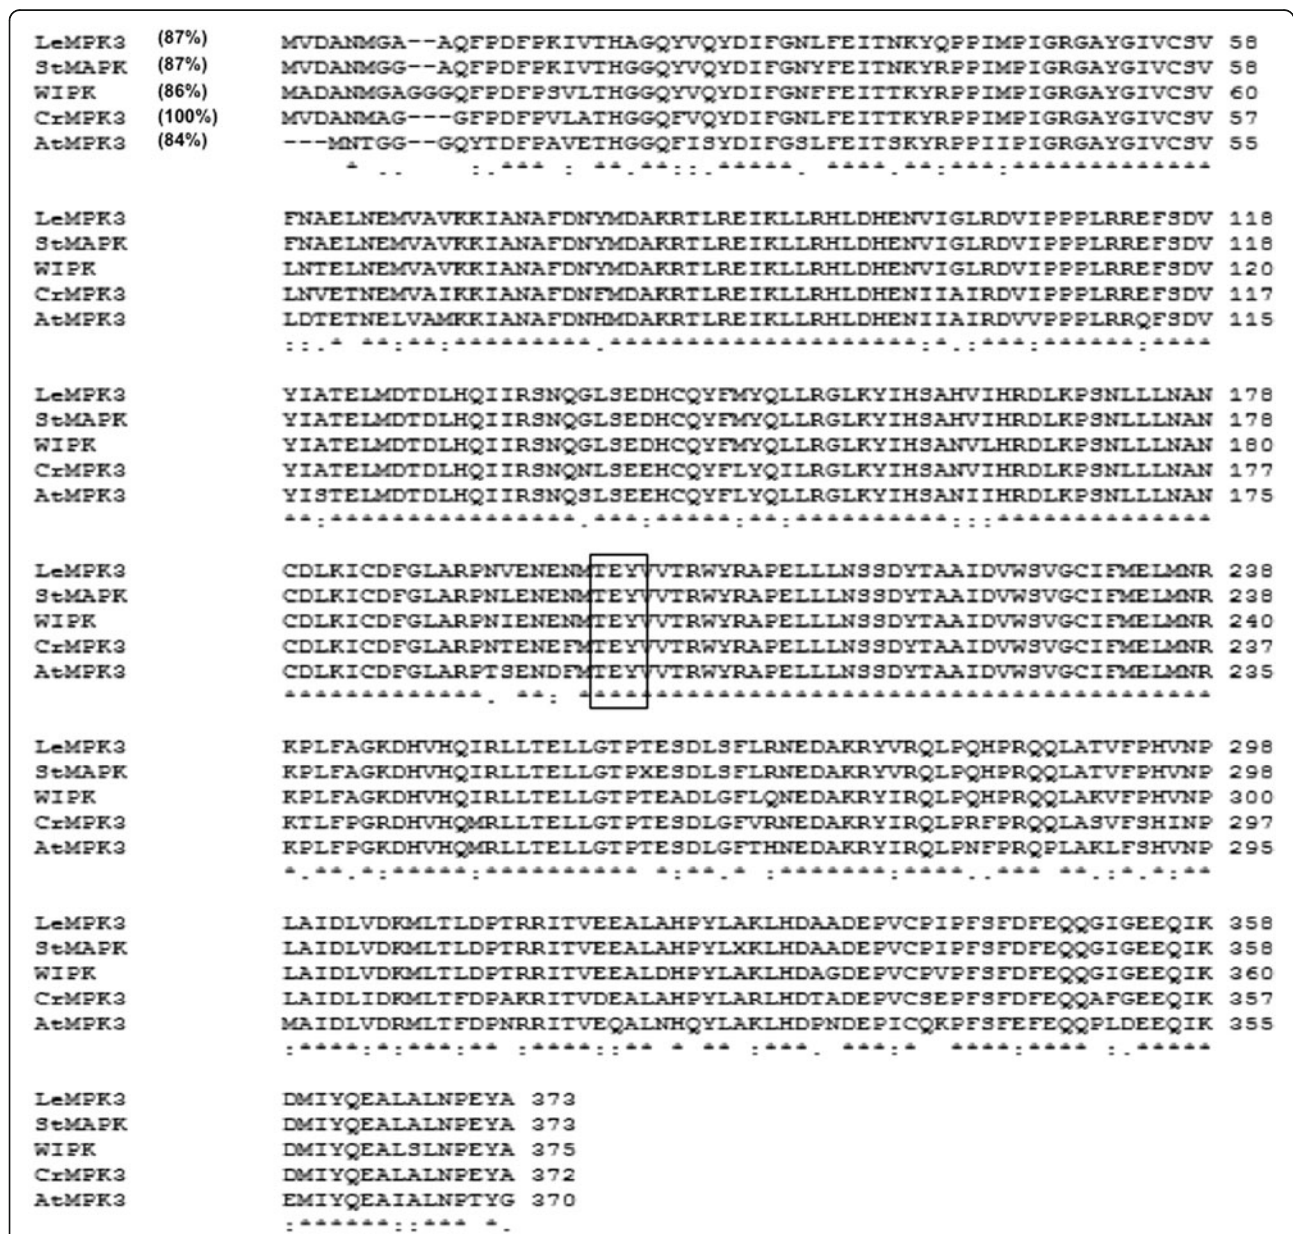 LeMPK3 (87%) MVDANMGA--AQFPDFPKIVTHAGQYVQYDIFGNLFEITNKYQPPIMPIGRGAYGIVCSV 58
StMAPK (87%) MVDANMGG--AQFPDFPKIVTHGGQYVQYDIFGNYFEITNKYRPPIMPIGRGAYGIVCSV 58
WIPK (86%) MADANMGAGGGQFPDFPSVLTHGGQYVQYDIFGNFFEITTKYRPPIMPIGRGAYGIVCSV 60
CrMPK3 (100%) MVDANMAG---GFPDFPVLATHGGQFVQYDIFGNLFEITTKYRPPIMPIGRGAYGIVCSV 57
AtMPK3 (84%) ---MNTGG--GQYTDFPAVETHGGQFISYDIFGSLFEITSKYRPPIIPIGRGAYGIVCSV 55
LeMPK3 FNAELNEMVAVKKIANAFDNYMDAKRTLREIKLLRHLDHENVIGLRDVIPPPLRREFSDV 118
StMAPK FNAELNEMVAVKKIANAFDNYMDAKRTLREIKLLRHLDHENVIGLRDVIPPPLRREFSDV 118
WIPK LNTELNEMVAVKKIANAFDNYMDAKRTLREIKLLRHLDHENVIGLRDVIPPPLRREFSDV 120
CrMPK3 LNVETNEMVAIKKIANAFDNFMDAKRTLREIKLLRHLDHENIIAIRDVIPPPLRREFSDV 117
AtMPK3 LDTETNELVAMKKIANAFDNHMDAKRTLREIKLLRHLDHENIIAIRDVVPPPLRRQFSDV 115
LeMPK3 YIATELMDTDLHQIIRSNQGLSEDHCQYFMYQLLRGLKYIHSAHVIHRDLKPSNLLLNAN 178
StMAPK YIATELMDTDLHQIIRSNQGLSEDHCQYFMYQLLRGLKYIHSAHVIHRDLKPSNLLLNAN 178
WIPK YIATELMDTDLHQIIRSNQGLSEDHCQYFMYQLLRGLKYIHSANVLHRDLKPSNLLLNAN 180
CrMPK3 YIATELMDTDLHQIIRSNQNLSEEHCQYFLYQILRGLKYIHSANVIHRDLKPSNLLLNAN 177
AtMPK3 YISTELMDTDLHQIIRSNQSLSEEHCQYFLYQLLRGLKYIHSANIIHRDLKPSNLLLNAN 175
LeMPK3 CDLKICDFGLARPNVENENMTEYVVTRWYRAPELLLNSSDYTAAIDVWSVGCIFMELMNR 238
StMAPK CDLKICDFGLARPNLENENMTEYVVTRWYRAPELLLNSSDYTAAIDVWSVGCIFMELMNR 238
WIPK CDLKICDFGLARPNIENENMTEYVVTRWYRAPELLLNSSDYTAAIDVWSVGCIFMELMNR 240
CrMPK3 CDLKICDFGLARPNTENEFMTEYVVTRWYRAPELLLNSSDYTAAIDVWSVGCIFMELMNR 237
AtMPK3 CDLKICDFGLARPTSENDFMTEYVVTRWYRAPELLLNSSDYTAAIDVWSVGCIFMELMNR 235
LeMPK3 KPLFAGKDHVHQIRLLTELLGTPTESDLSFLRNEDAKRYVRQLPQHPRQQLATVFPHVNP 298
StMAPK KPLFAGKDHVHQIRLLTELLGTPXESDLSFLRNEDAKRYVRQLPQHPRQQLATVFPHVNP 298
WIPK KPLFAGKDHVHQIRLLTELLGTPTEADLGFLQNEDAKRYIRQLPQHPRQQLAKVFPHVNP 300
CrMPK3 KTLFPGRDHVHQMRLLTELLGTPTESDLGFVRNEDAKRYIRQLPRFPRQQLASVFSHINP 297
AtMPK3 KPLFPGKDHVHQMRLLTELLGTPTESDLGFTHNEDAKRYIRQLPNFPRQPLAKLFSHVNP 295
LeMPK3 LAIDLVDKMLTLDPTRRITVEEALAHPYLAKLHDAADEPVCPIPFSFDFEQQGIGEEQIK 358
StMAPK LAIDLVDKMLTLDPTRRITVEEALAHPYLXKLHDAADEPVCPIPFSFDFEQQGIGEEQIK 358
WIPK LAIDLVDKMLTLDPTRRITVEEALDHPYLAKLHDAGDEPVCPVPFSFDFEQQGIGEEQIK 360
CrMPK3 LAIDLIDKMLTFDPAKRITVDEALAHPYLARLHDTADEPVCSEPFSFDFEQQAFGEEQIK 357
AtMPK3 MAIDLVDRMLTFDPNRRITVEQALNHQYLAKLHDPNDEPICQKPFSFEFEQQPLDEEQIK 355
LeMPK3 DMIYQEALALNPEYA 373
StMAPK DMIYQEALALNPEYA 373
WIPK DMIYQEALSLNPEYA 375
CrMPK3 DMIYQEALALNPEYA 372
AtMPK3 EMIYQEAIALNPTYG 370